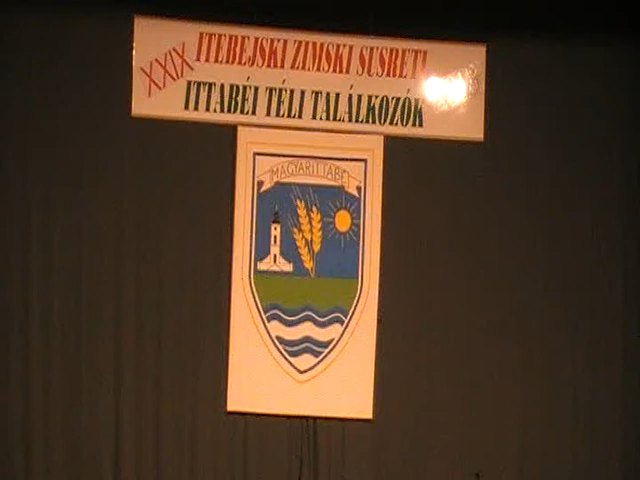 XXIX ITEBEJSKI ZIMSKI SUSRETI
ITTABÉI TÉLI TALÁLKOZÓK
MAGYARITTABÉ